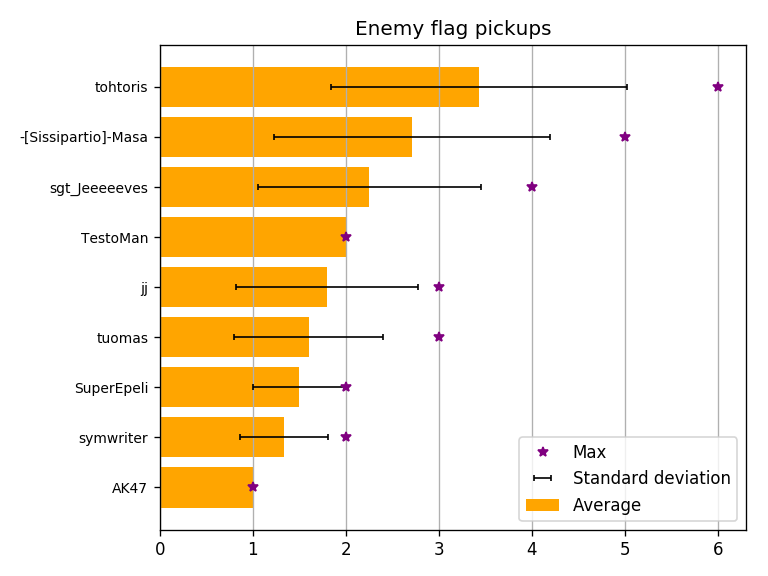 Enemy flag pickups
tohtoris
-[Sissipartio]-Masa
sgt_Jeeeeeves
TestoMan
jj
tuomas
SuperEpeli
symwriter
AK47
Max
Standard deviation
Average
0 1 2 3 4 5 6